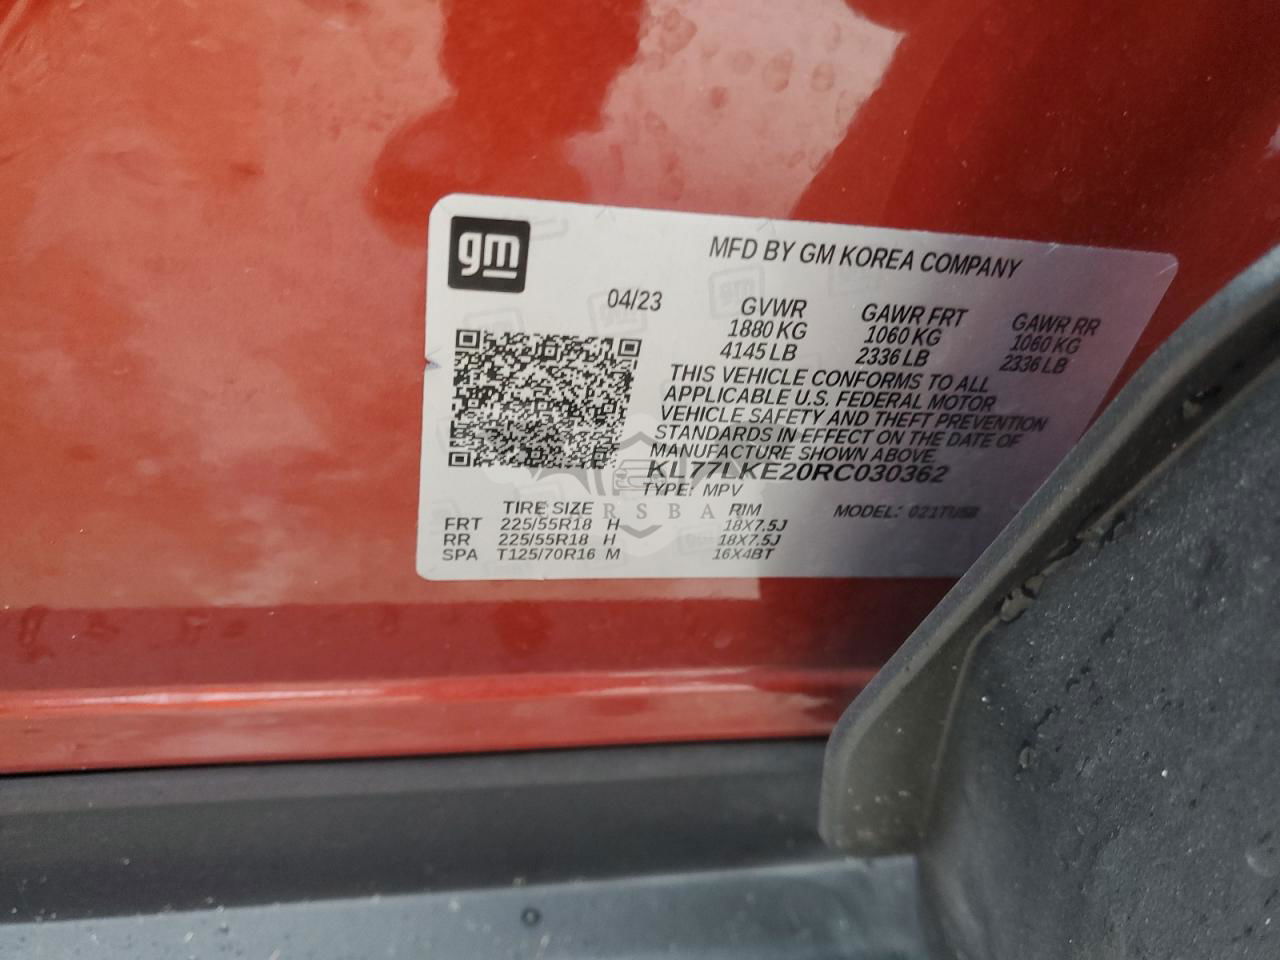 gm
MFD BY GM KOREA COMPANY
04/23
GVWR GAWR FRT GAWR RR
1880 KG 1060 KG 1060 KG
4145 LB 2336 LB 2336 LB
THIS VEHICLE CONFORMS TO ALL
APPLICABLE U.S. FEDERAL MOTOR
VEHICLE SAFETY AND THEFT PREVENTION
STANDARDS IN EFFECT ON THE DATE OF
MANUFACTURE SHOWN ABOVE.
KL77LKE20RC030362
TYPE: MPV
TIRE SIZE RIM MODEL:
FRT 225/55R18 H 18X7.5J
RR 225/55R18 H 18X7.5J
SPA T125/70R16 M 16X4BT